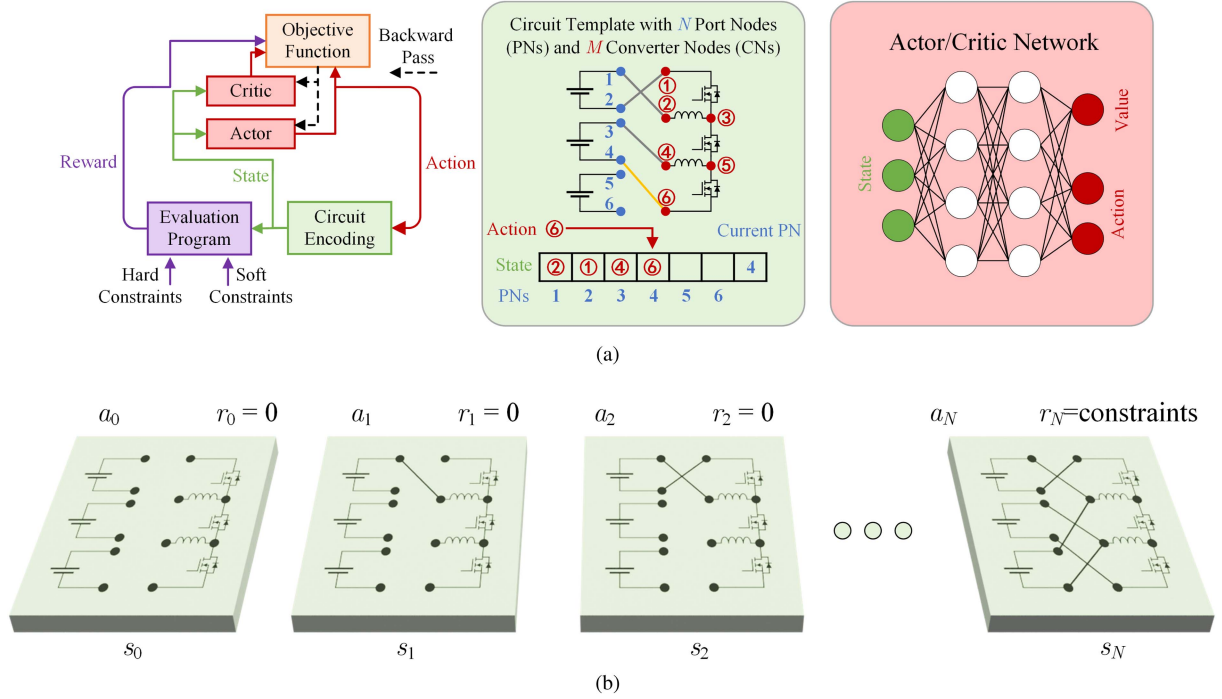 Objective
Function
Backward
Pass
Critic
Actor
Reward
State
Action
Evaluation
Program
Circuit
Encoding
Hard
Constraints
Soft
Constraints
Circuit Template with N Port Nodes
(PNs) and M Converter Nodes (CNs)
1
2
3
4
5
6
①
②
③
④
⑤
⑥
Action ⑥
Current PN
State ② ① ④ ⑥ 4
PNs 1 2 3 4 5 6
Actor/Critic Network
State
Value
Action
(a)
a0 r0 = 0
a1 r1 = 0
a2 r2 = 0
aN rN=constraints
s0
s1
s2
sN
(b)